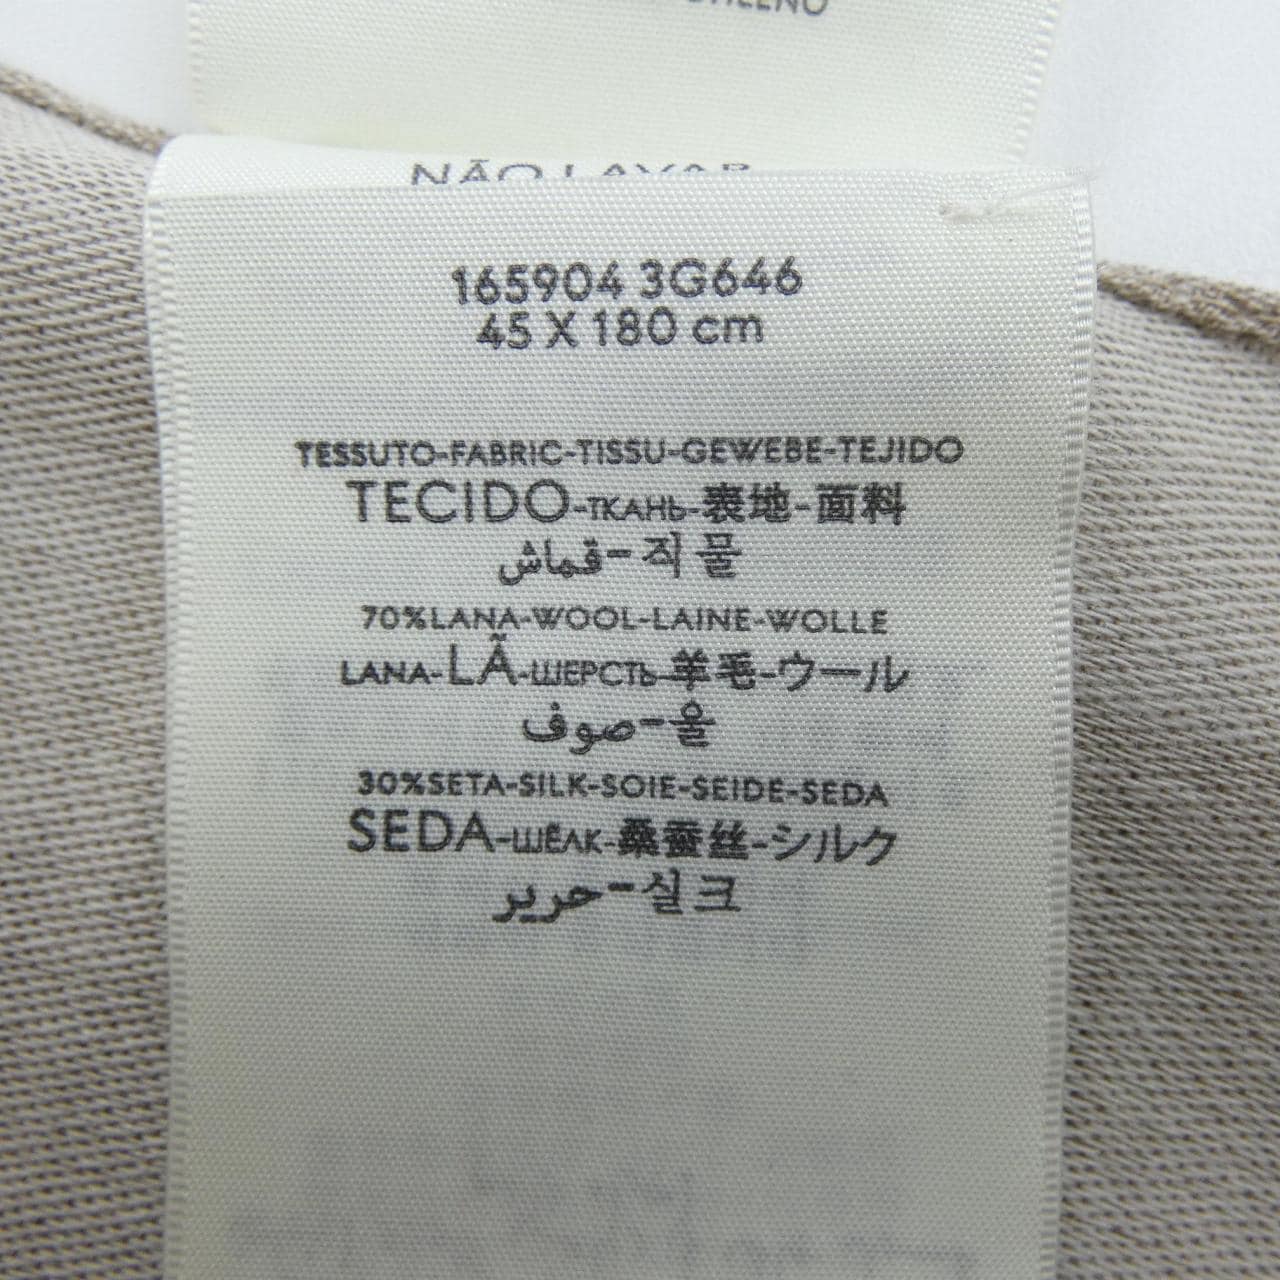 NÃO LAVAR
165904 3G646
45 X 180 cm
TESSUTO-FABRIC-TISSU-GEWEBE-TEJIDO
TECIDO-ТКАНЬ-表地-面料
قماش-직물
70%LANA-WOOL-LAINE-WOLLE
LANA-LÃ-ШЕРСТЬ-羊毛-ウール
صوف-울
30%SETA-SILK-SOIE-SEIDE-SEDA
SEDA-ШЁЛК-桑蚕丝-シルク
حرير-실크